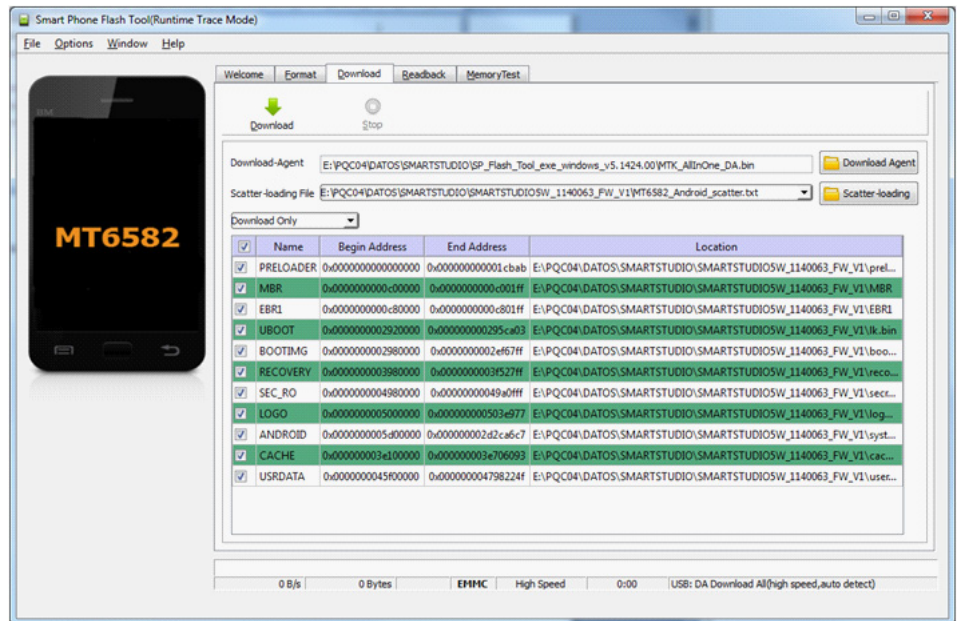 Smart Phone Flash Tool(Runtime Trace Mode)
File Options Window Help
Welcome Format Download Readback MemoryTest
Download Stop
Download-Agent E:\PQC04\DATOS\SMARTSTUDIO\SP_Flash_Tool_exe_windows_v5.1424.00\MTK_AllInOne_DA.bin Download Agent
Scatter-loading File E:\PQC04\DATOS\SMARTSTUDIO\SMARTSTUDIO5W_1140063_FW_V1\MT6582_Android_scatter.txt Scatter-loading
Download Only
BM
MT6582
Name Begin Address End Address Location
PRELOADER 0x0000000000000000 0x000000000001cbab E:\PQC04\DATOS\SMARTSTUDIO\SMARTSTUDIO5W_1140063_FW_V1\prel...
MBR 0x0000000000c00000 0x0000000000c001ff E:\PQC04\DATOS\SMARTSTUDIO\SMARTSTUDIO5W_1140063_FW_V1\MBR
EBR1 0x0000000000c80000 0x0000000000c801ff E:\PQC04\DATOS\SMARTSTUDIO\SMARTSTUDIO5W_1140063_FW_V1\EBR1
UBOOT 0x0000000002920000 0x000000000295ca03 E:\PQC04\DATOS\SMARTSTUDIO\SMARTSTUDIO5W_1140063_FW_V1\lk.bin
BOOTIMG 0x0000000002980000 0x0000000002ef67ff E:\PQC04\DATOS\SMARTSTUDIO\SMARTSTUDIO5W_1140063_FW_V1\boo...
RECOVERY 0x0000000003980000 0x0000000003f527ff E:\PQC04\DATOS\SMARTSTUDIO\SMARTSTUDIO5W_1140063_FW_V1\reco...
SEC_RO 0x0000000004980000 0x00000000049a0fff E:\PQC04\DATOS\SMARTSTUDIO\SMARTSTUDIO5W_1140063_FW_V1\secr...
LOGO 0x0000000005000000 0x000000000503e977 E:\PQC04\DATOS\SMARTSTUDIO\SMARTSTUDIO5W_1140063_FW_V1\log...
ANDROID 0x0000000005d00000 0x000000002d2ca6c7 E:\PQC04\DATOS\SMARTSTUDIO\SMARTSTUDIO5W_1140063_FW_V1\syst...
CACHE 0x000000003e100000 0x000000003e706093 E:\PQC04\DATOS\SMARTSTUDIO\SMARTSTUDIO5W_1140063_FW_V1\cac...
USRDATA 0x0000000045f00000 0x000000004798224f E:\PQC04\DATOS\SMARTSTUDIO\SMARTSTUDIO5W_1140063_FW_V1\user...
0 B/s 0 Bytes EMMC High Speed 0:00 USB: DA Download All(high speed,auto detect)